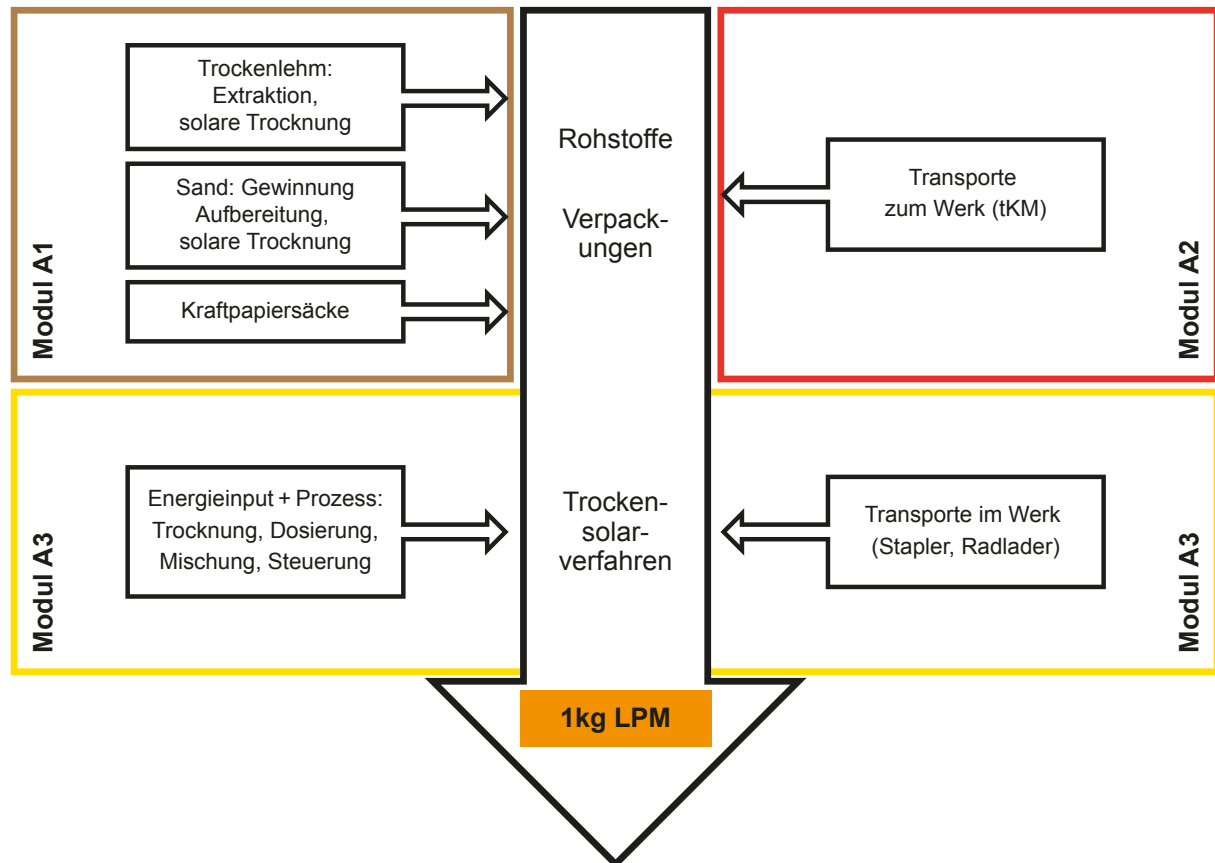 Modul A1
Trockenlehm:
Extraktion,
solare Trocknung
Sand: Gewinnung
Aufbereitung,
solare Trocknung
Kraftpapiersäcke
Rohstoffe
Verpack-
ungen
Transporte
zum Werk (tKM)
Modul A2
Modul A3
Energieinput + Prozess:
Trocknung, Dosierung,
Mischung, Steuerung
Trocken-
solar-
verfahren
Transporte im Werk
(Stapler, Radlader)
Modul A3
1kg LPM